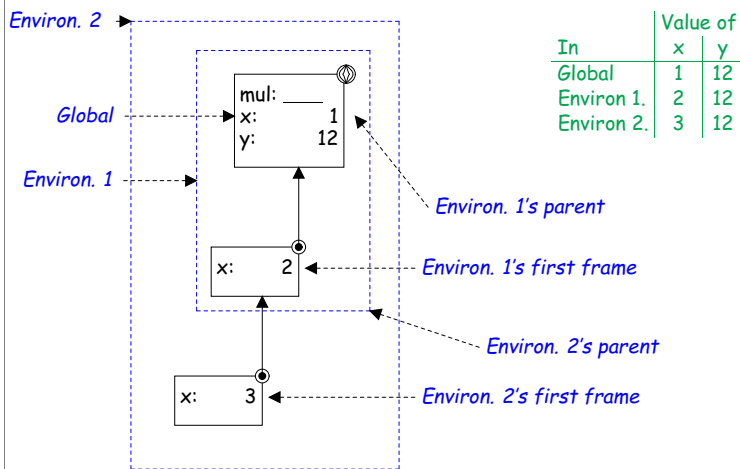 Environ. 2
Value of
In x y
Global 1 12
Environ 1. 2 12
Environ 2. 3 12
mul: ____
x: 1
y: 12
Global
Environ. 1
Environ. 1's parent
x: 2
Environ. 1's first frame
Environ. 2's parent
x: 3
Environ. 2's first frame